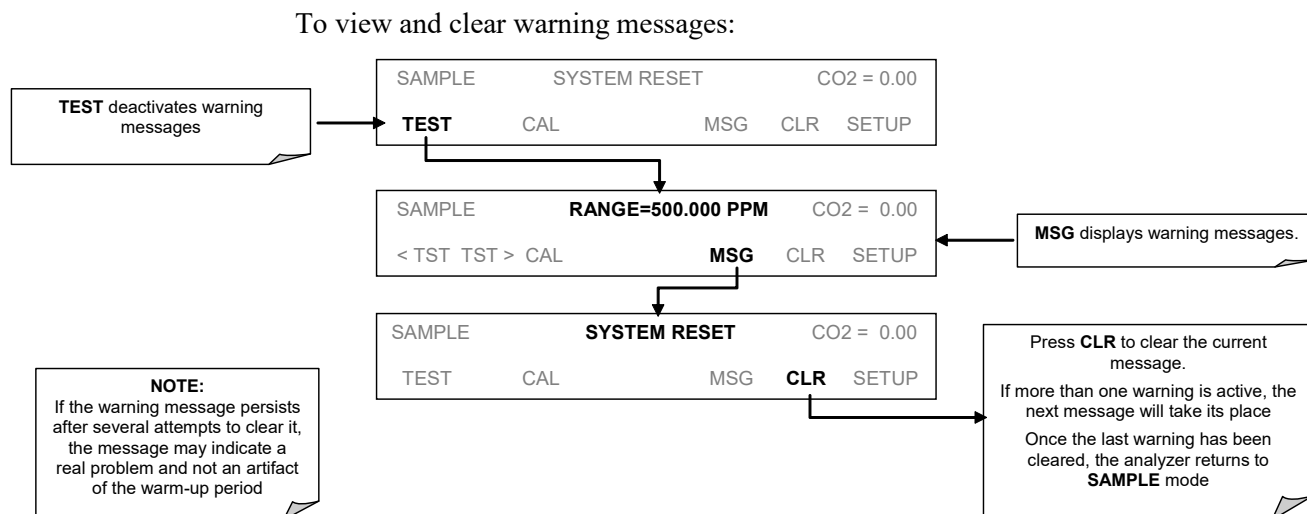 To view and clear warning messages:
SAMPLE SYSTEM RESET CO2 = 0.00
TEST CAL MSG CLR SETUP
TEST deactivates warning
messages
SAMPLE RANGE=500.000 PPM CO2 = 0.00
< TST TST > CAL MSG CLR SETUP
MSG displays warning messages.
SAMPLE SYSTEM RESET CO2 = 0.00
TEST CAL MSG CLR SETUP
Press CLR to clear the current
message.
If more than one warning is active, the
next message will take its place
Once the last warning has been
cleared, the analyzer returns to
SAMPLE mode
NOTE:
If the warning message persists
after several attempts to clear it,
the message may indicate a
real problem and not an artifact
of the warm-up period